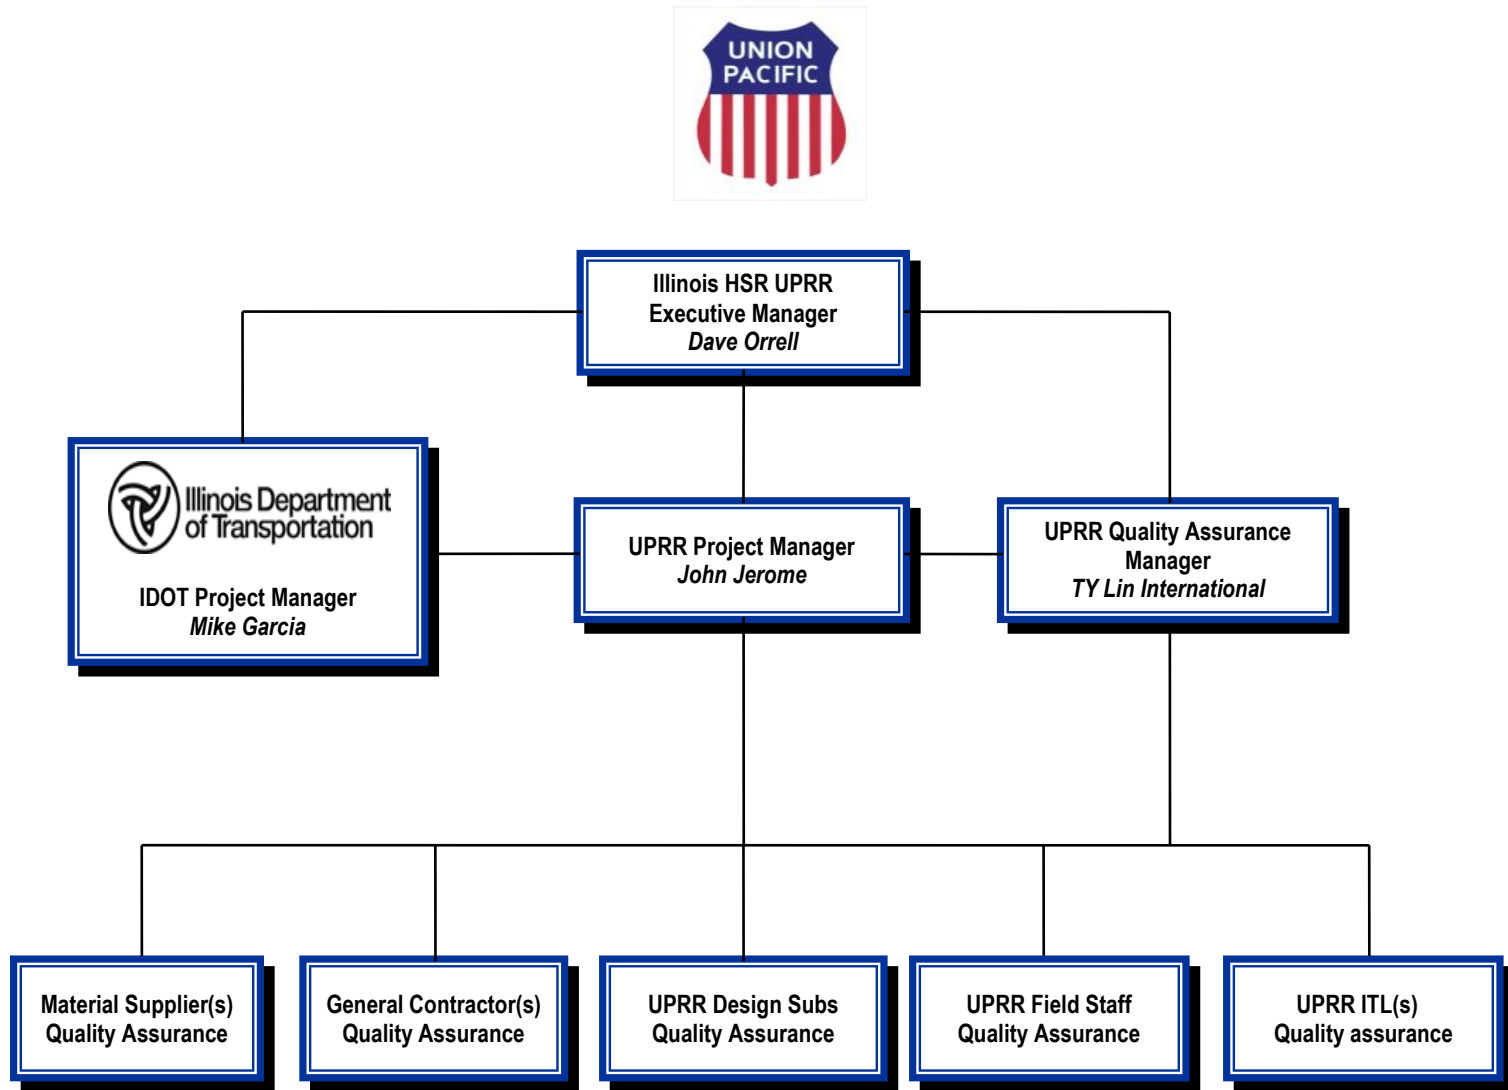 UNION
PACIFIC
Illinois HSR UPRR
Executive Manager
Dave Orrell
Illinois Department
of Transportation
IDOT Project Manager
Mike Garcia
UPRR Project Manager
John Jerome
UPRR Quality Assurance
Manager
TY Lin International
Material Supplier(s)
Quality Assurance
General Contractor(s)
Quality Assurance
UPRR Design Subs
Quality Assurance
UPRR Field Staff
Quality Assurance
UPRR ITL(s)
Quality assurance